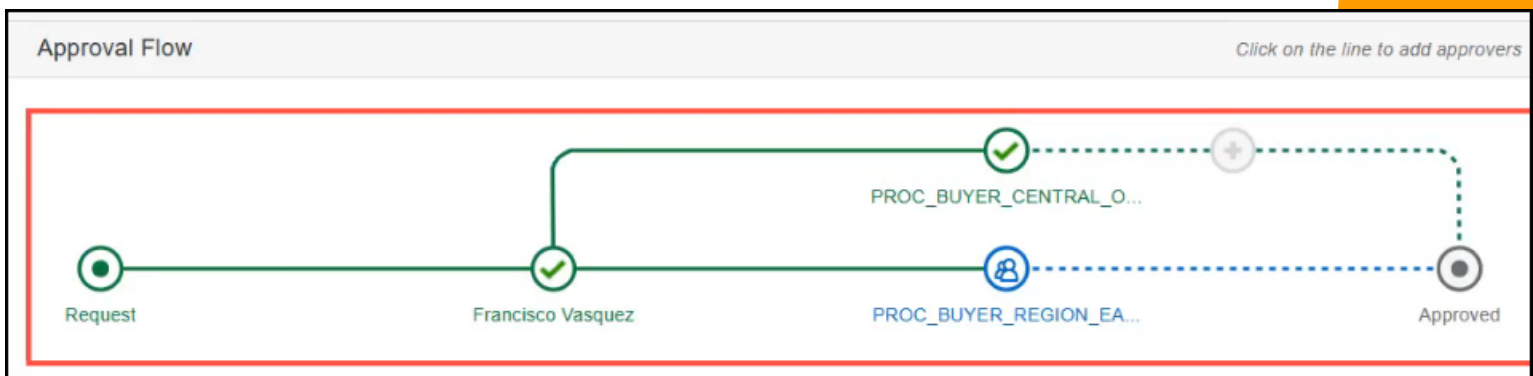 Approval Flow
Click on the line to add approvers
PROC_BUYER_CENTRAL_O...
Request
Francisco Vasquez
PROC_BUYER_REGION_EA...
Approved